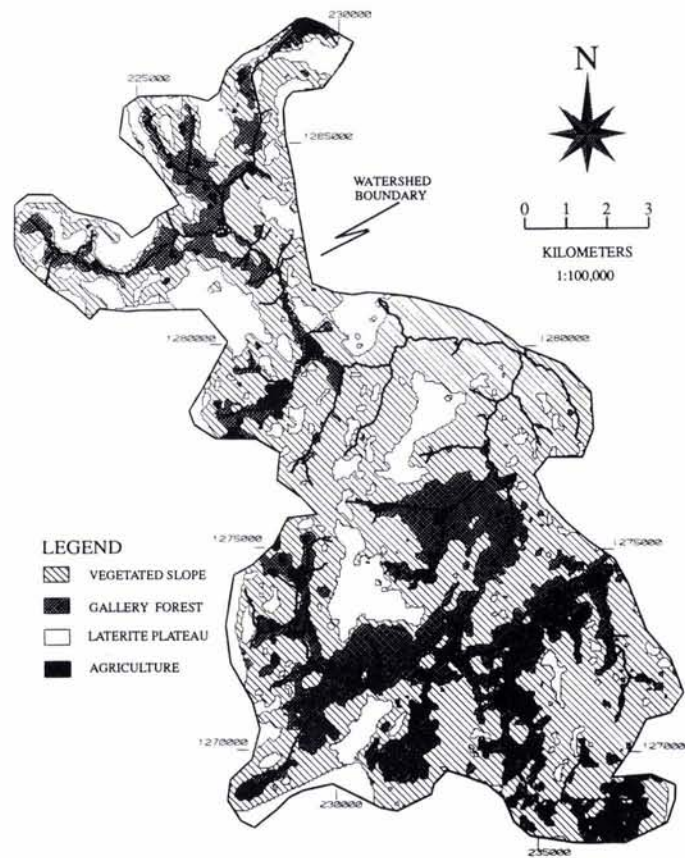 230000
225000
N
1285000
WATERSHED
BOUNDARY
0 1 2 3
KILOMETERS
1:100,000
1280000
1280000
1275000
1275000
LEGEND
VEGETATED SLOPE
GALLERY FOREST
LATERITE PLATEAU
AGRICULTURE
1270000
127000
230000
235000